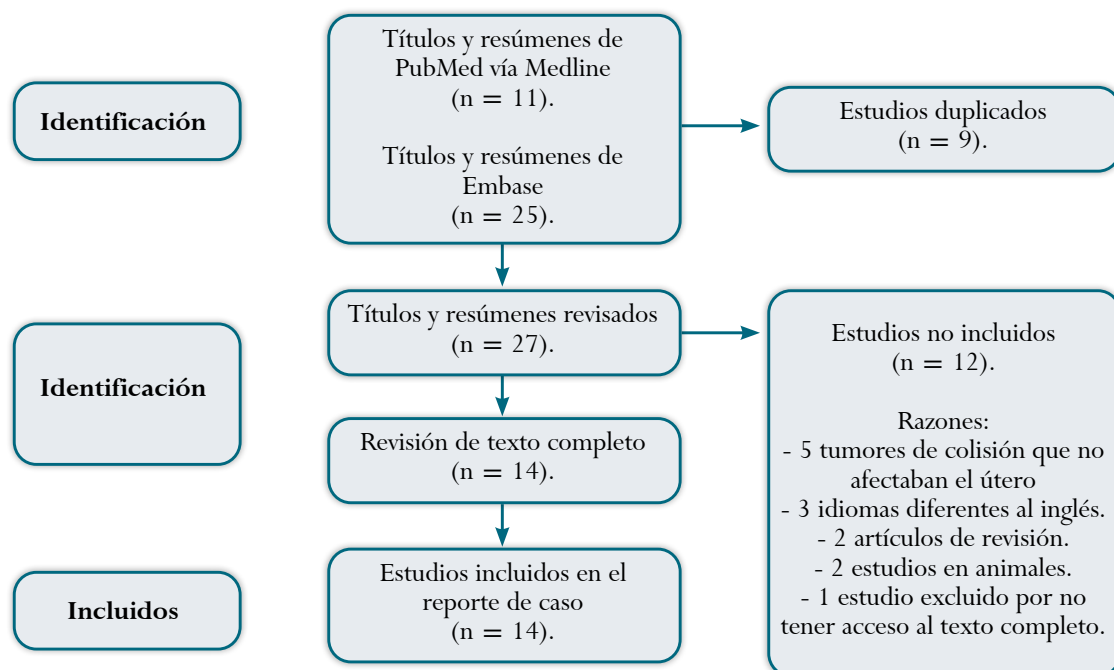 Identificación
Títulos y resúmenes de
PubMed vía Medline
(n = 11).
Títulos y resúmenes de
Embase
(n = 25).
Estudios duplicados
(n = 9).
Identificación
Títulos y resúmenes revisados
(n = 27).
Estudios no incluidos
(n = 12).
Razones:
- 5 tumores de colisión que no
afectaban el útero
- 3 idiomas diferentes al inglés.
- 2 artículos de revisión.
- 2 estudios en animales.
- 1 estudio excluido por no
tener acceso al texto completo.
Revisión de texto completo
(n = 14).
Incluidos
Estudios incluidos en el
reporte de caso
(n = 14).